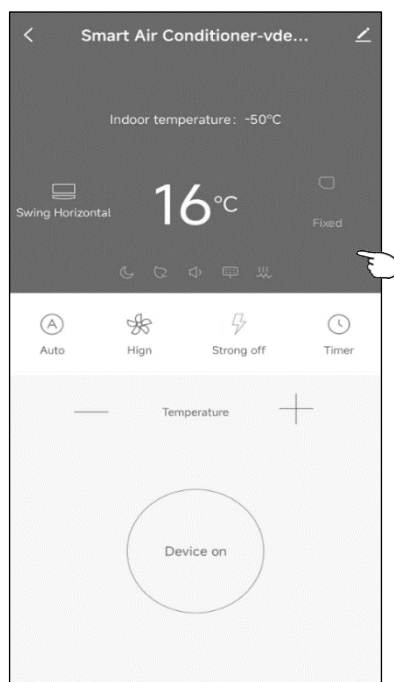 Smart Air Conditioner-vde...
Indoor temperature: -50°C
Swing Horizontal
16°C
Fixed
A
Auto
Hign
Strong off
Timer
Temperature
Device on